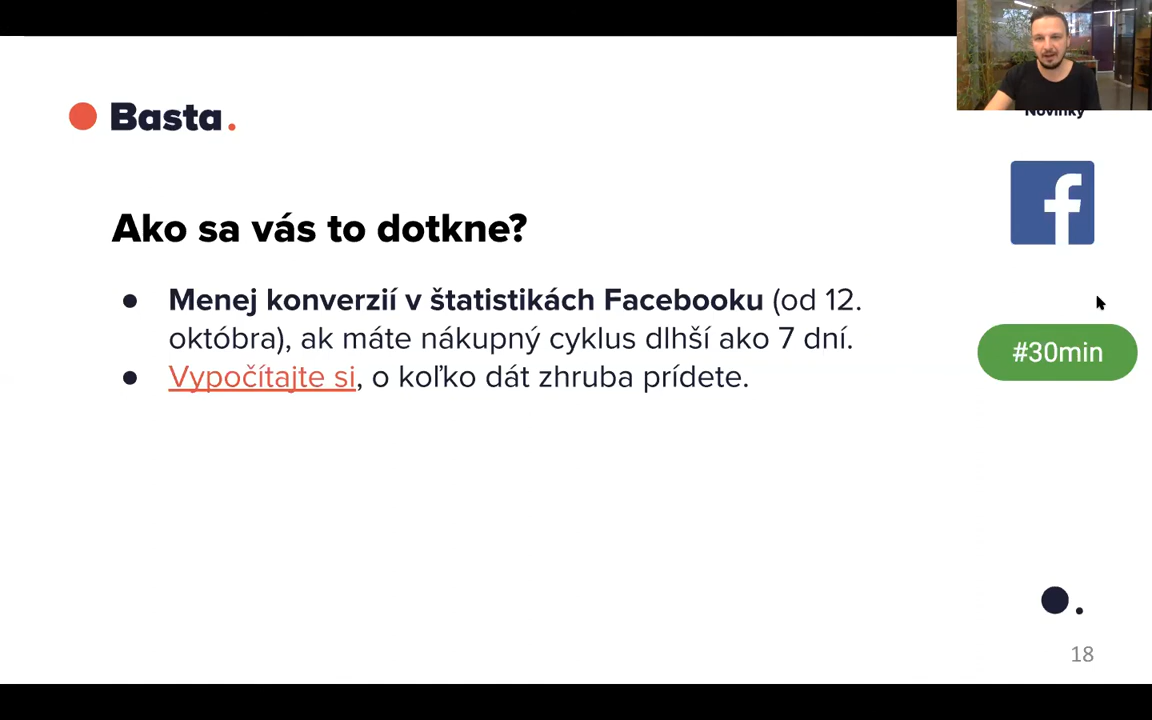 Novinky
Basta.
Ako sa vás to dotkne?
● Menej konverzií v štatistikách Facebooku (od 12.
októbra), ak máte nákupný cyklus dlhší ako 7 dní.
● Vypočítajte si, o koľko dát zhruba prídete.
#30min
18